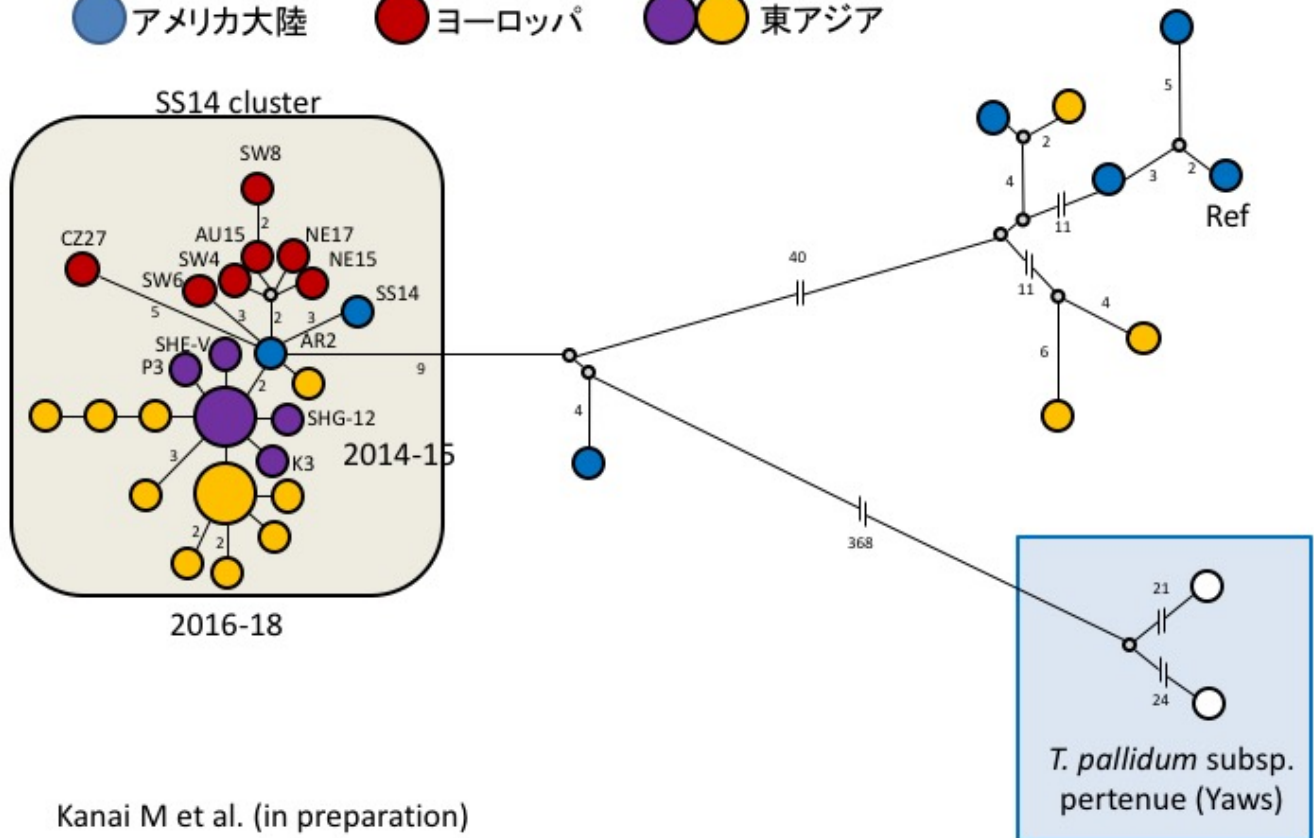 アメリカ大陸 ヨーロッパ 東アジア
SS14 cluster
SW8
2
CZ27
AU15
NE17
SW4
NE15
SW6
SS14
5
3
2
3
SHE-V
AR2
P3
2
9
SHG-12
3
K3
2014-15
2
2
2016-18
40
4
368
4
2
5
3
2
Ref
11
11
4
6
21
24
T. pallidum subsp.
pertenue (Yaws)
Kanai M et al. (in preparation)